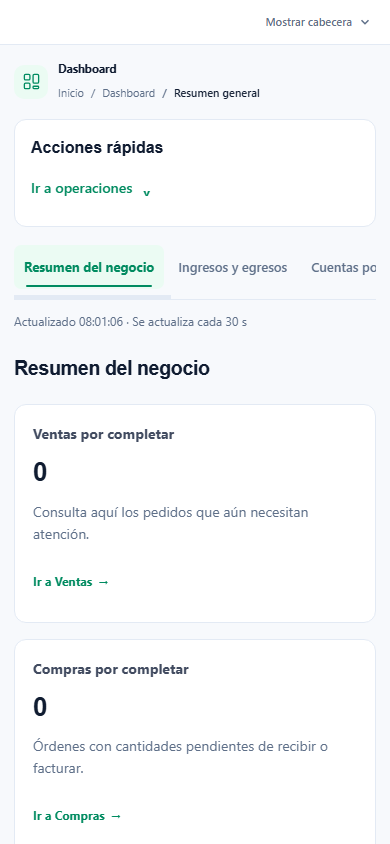 Mostrar cabecera
Dashboard
Inicio / Dashboard / Resumen general
Acciones rápidas
Ir a operaciones
Resumen del negocio Ingresos y egresos Cuentas po
Actualizado 08:01:06 · Se actualiza cada 30 s
Resumen del negocio
Ventas por completar
0
Consulta aquí los pedidos que aún necesitan
atención.
Ir a Ventas →
Compras por completar
0
Órdenes con cantidades pendientes de recibir o
facturar.
Ir a Compras →